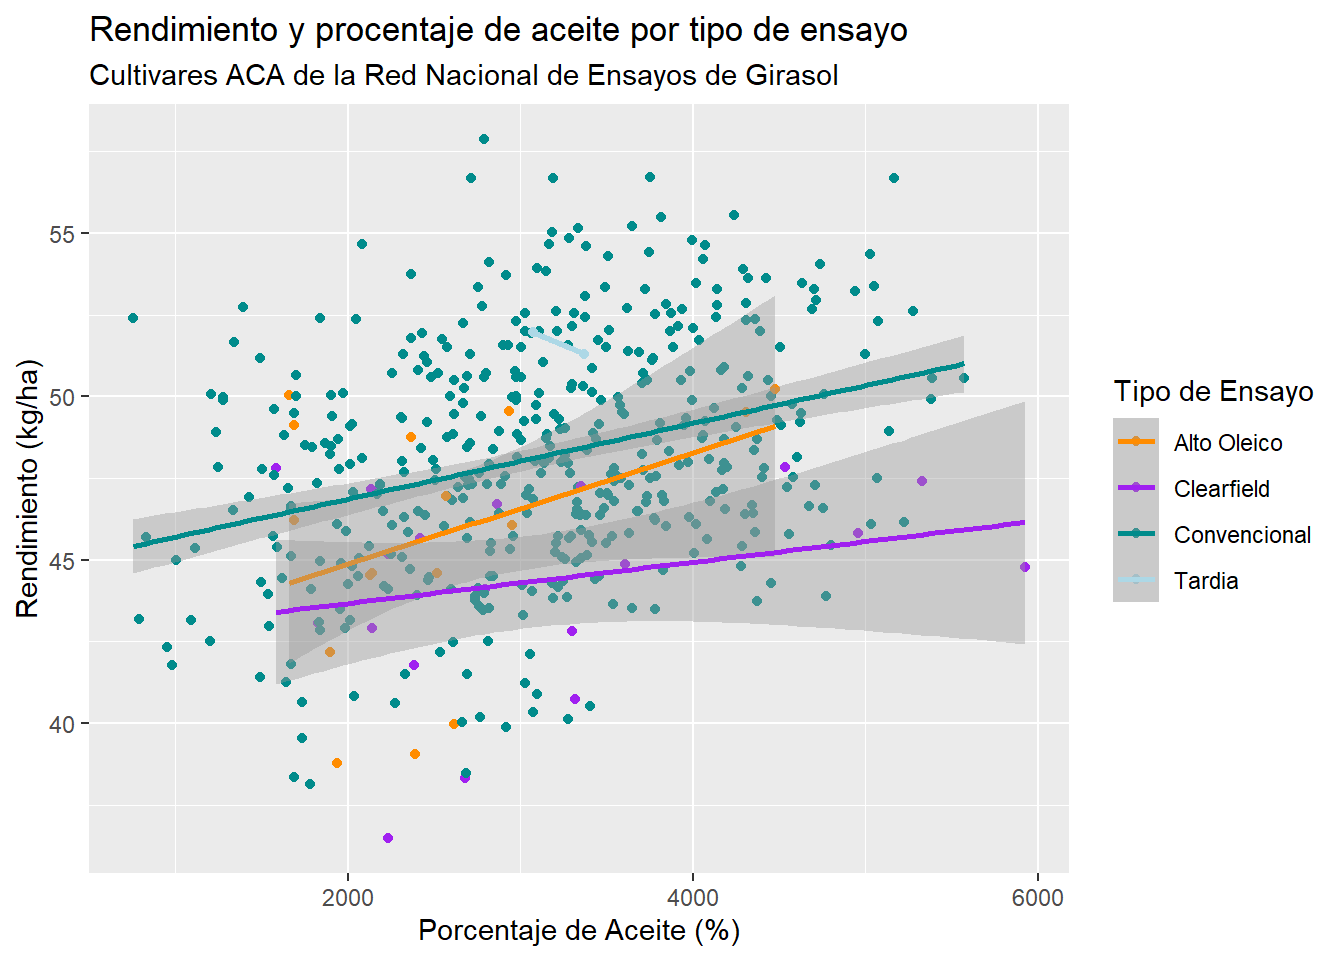 Rendimiento y procentaje de aceite por tipo de ensayo
Cultivares ACA de la Red Nacional de Ensayos de Girasol
Rendimiento (kg/ha)
55
50
45
40
2000
4000
6000
Porcentaje de Aceite (%)
Tipo de Ensayo
Alto Oleico
Clearfield
Convencional
Tardia